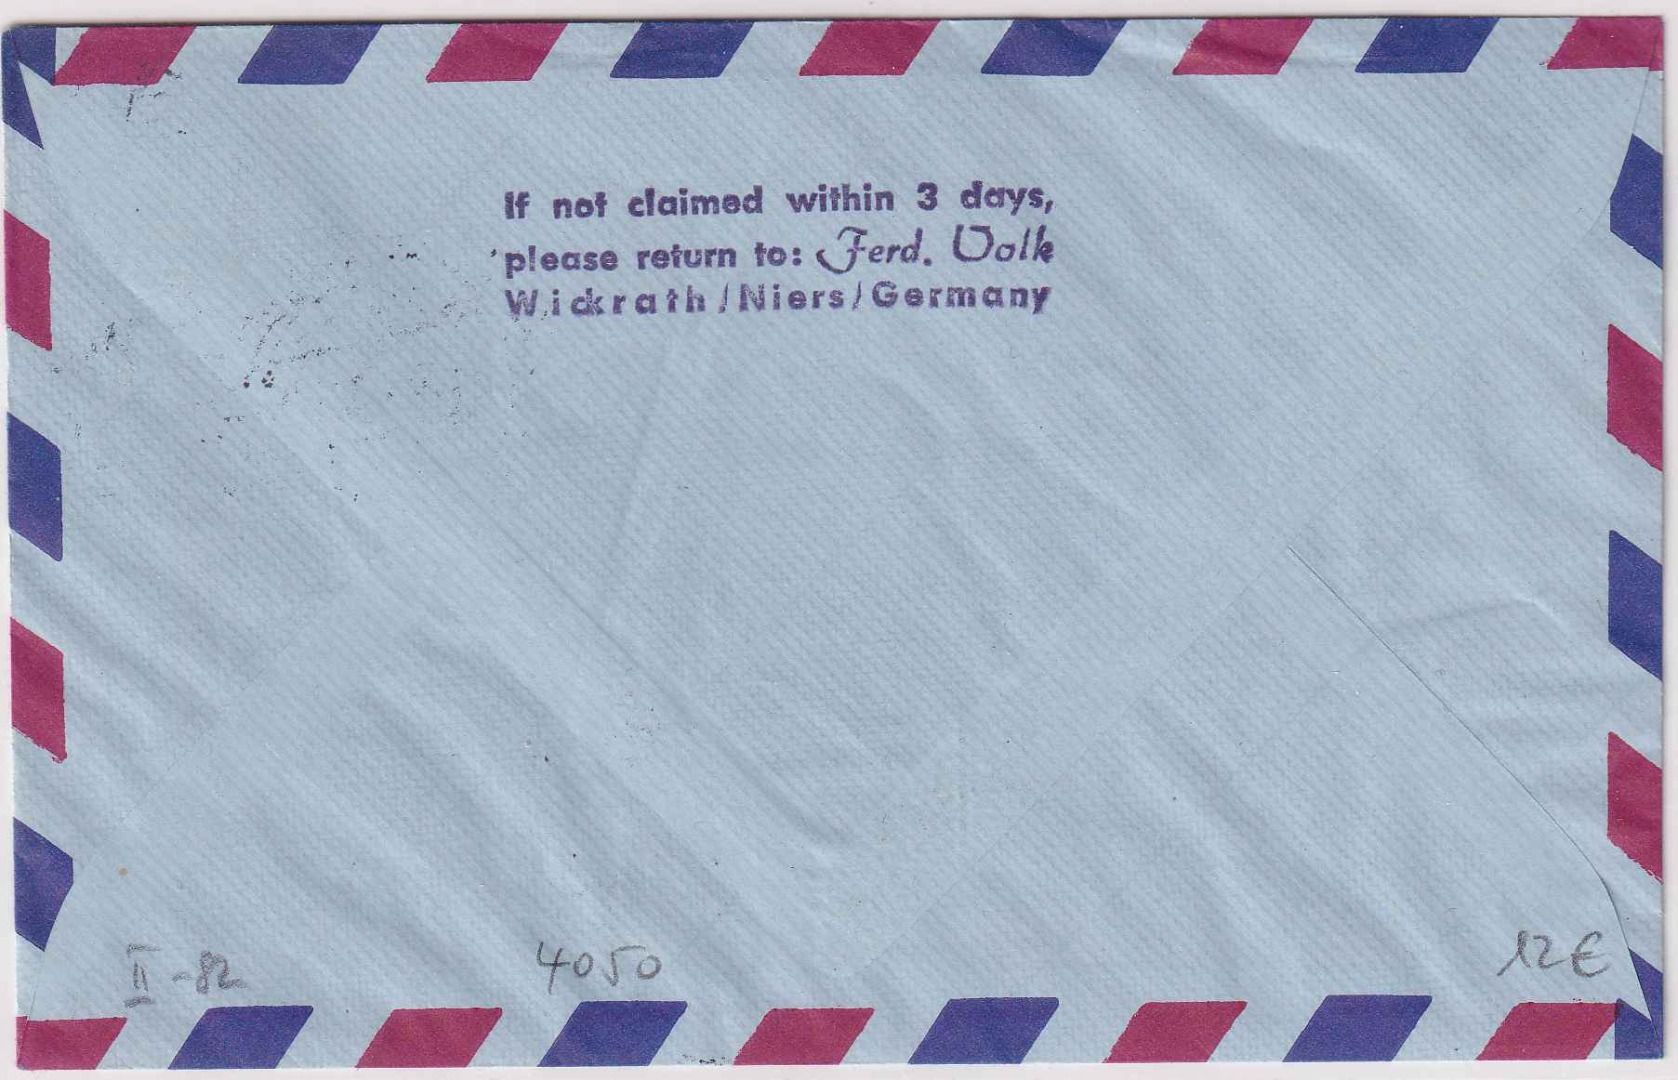 If not claimed within 3 days,
please return to: Ferd. Volk
Wickrath/Niers/Germany
II-82
4050
12€